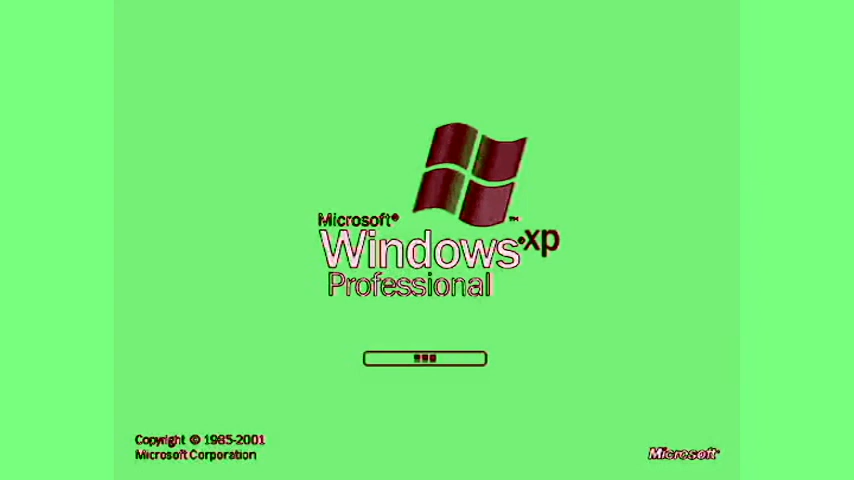 Microsoft®
Windows® xp
Professional
Copyright © 1985-2001
Microsoft Corporation
Microsoft